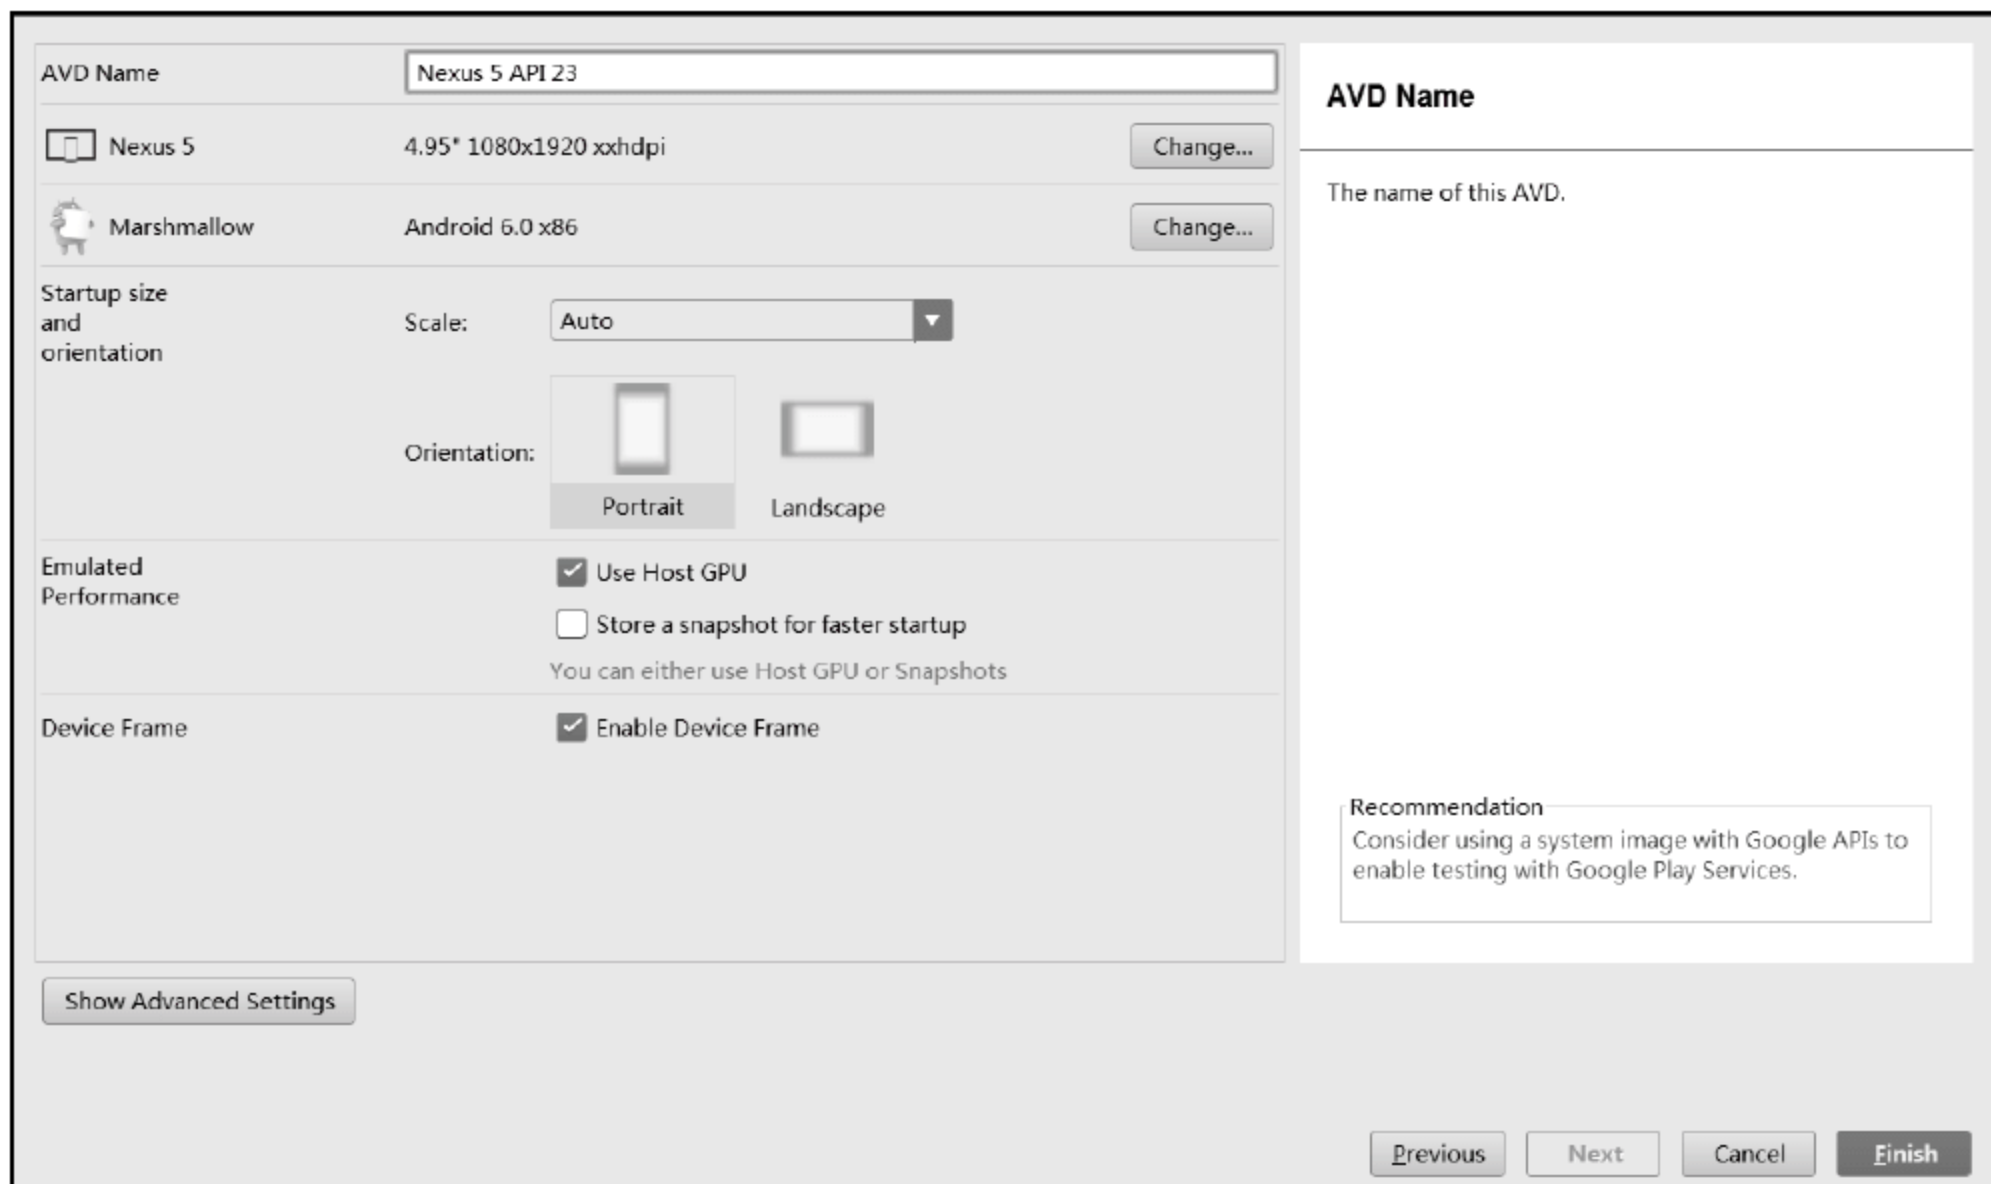 AVD Name
Nexus 5 API 23
Nexus 5
4.95" 1080x1920 xxhdpi
Change...
Marshmallow
Android 6.0 x86
Change...
Startup size
and
orientation
Scale:
Auto
Orientation:
Portrait
Landscape
Emulated
Performance
Use Host GPU
Store a snapshot for faster startup
You can either use Host GPU or Snapshots
Device Frame
Enable Device Frame
Show Advanced Settings
AVD Name
The name of this AVD.
Recommendation
Consider using a system image with Google APIs to
enable testing with Google Play Services.
Previous
Next
Cancel
Finish